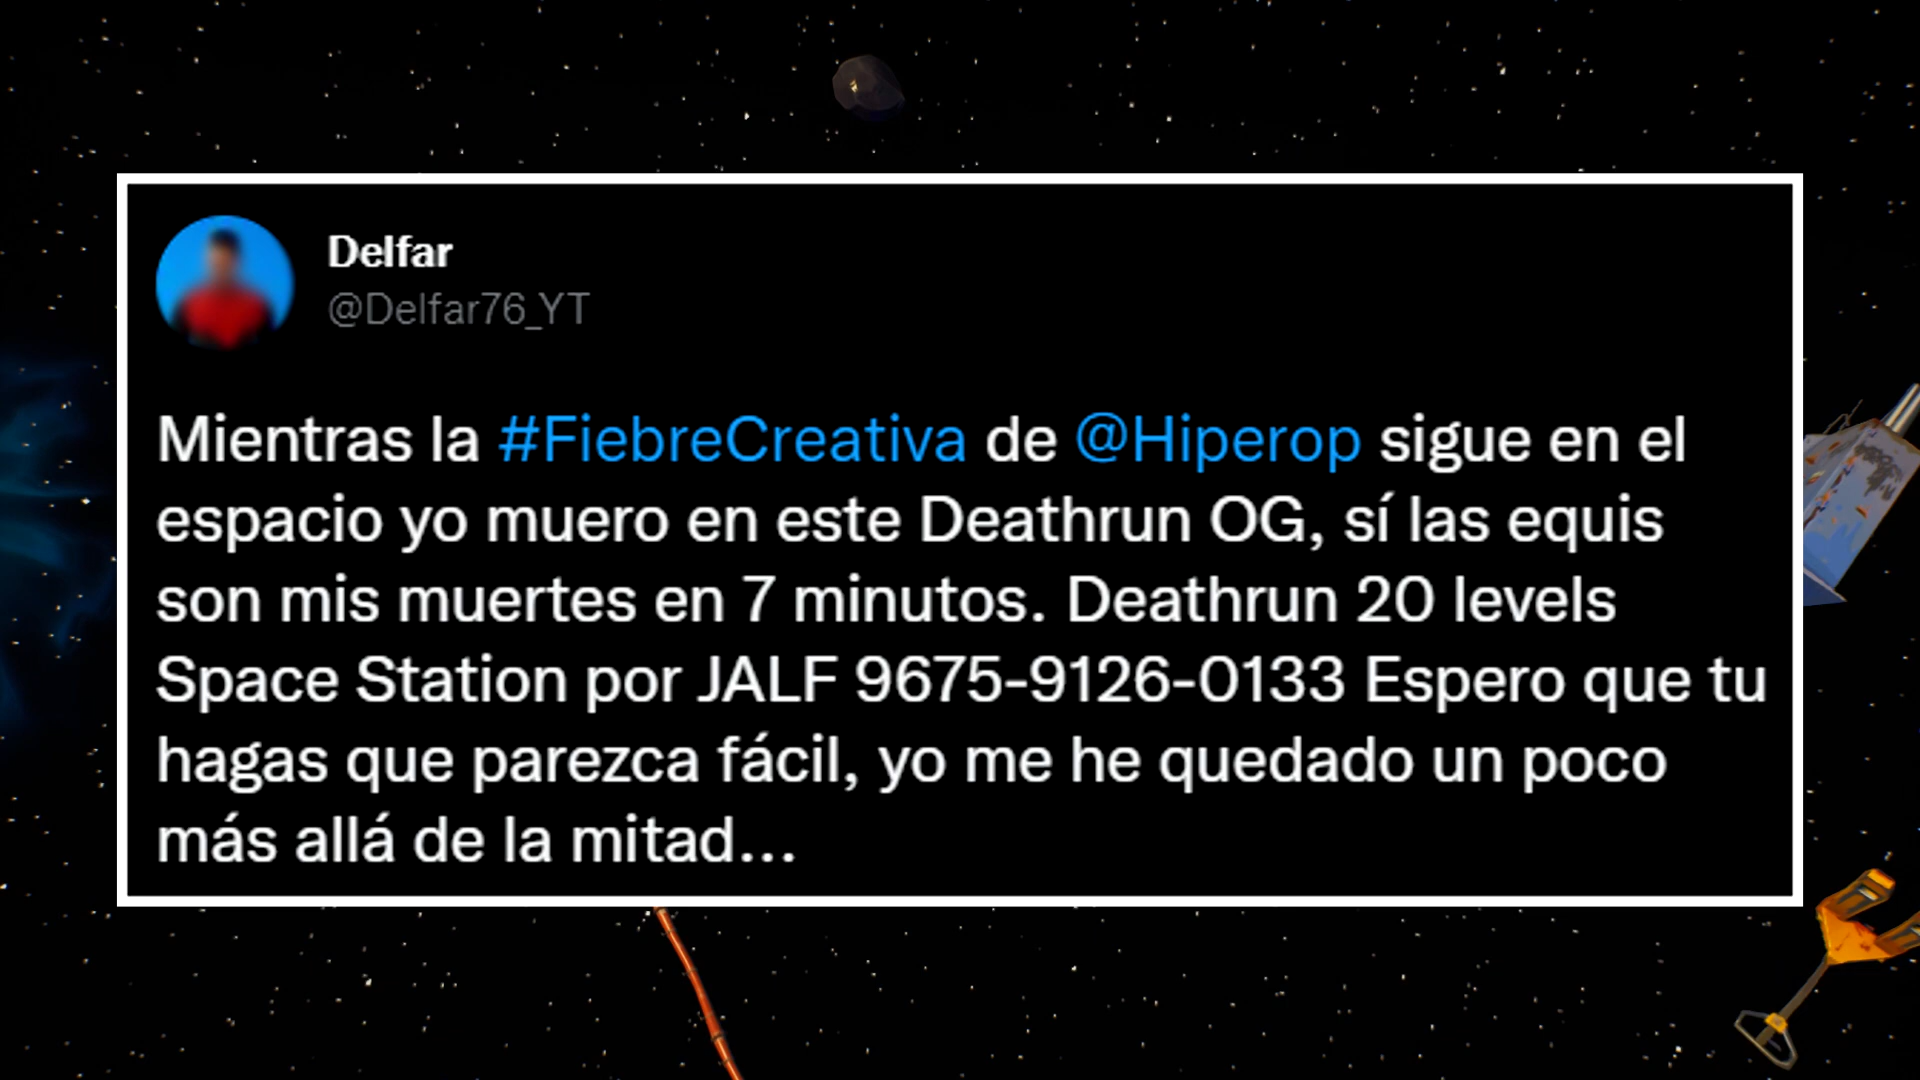 Delfar
@Delfar76_YT
Mientras la #FiebreCreativa de @Hiperop sigue en el
espacio yo muero en este Deathrun OG, sí las equis
son mis muertes en 7 minutos. Deathrun 20 levels
Space Station por JALF 9675-9126-0133 Espero que tu
hagas que parezca fácil, yo me he quedado un poco
más allá de la mitad...